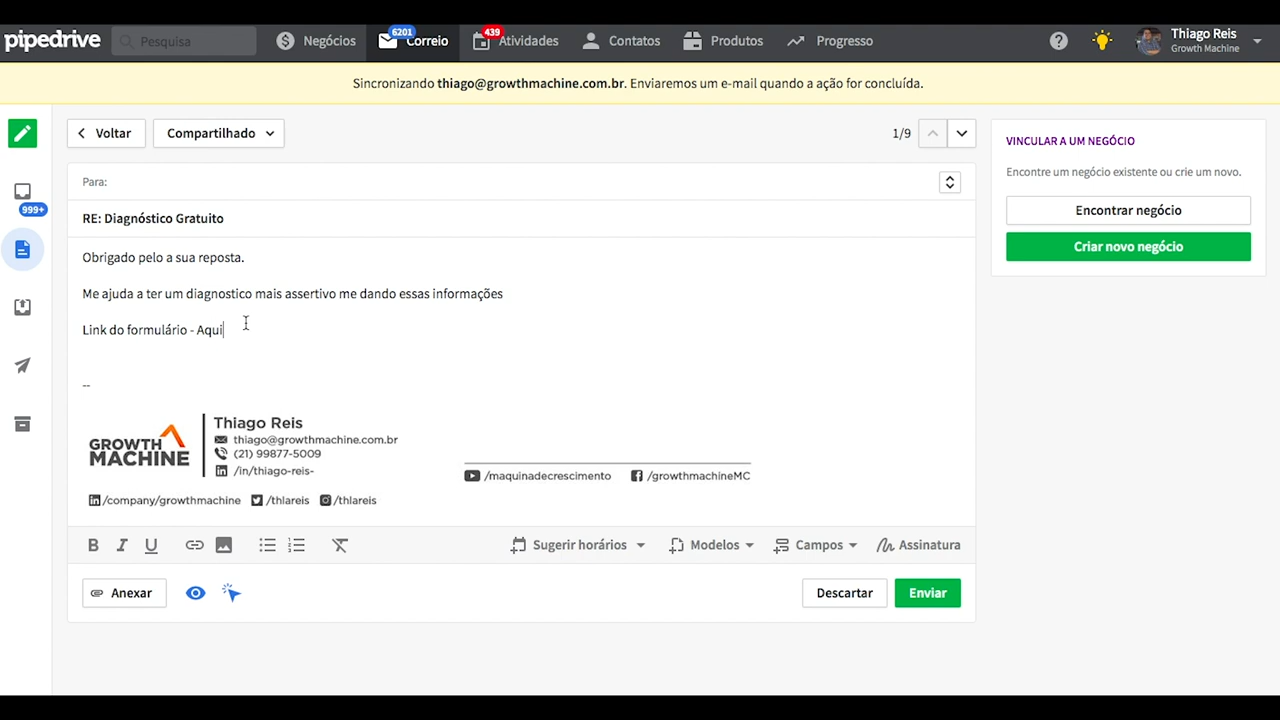 pipedrive
Pesquisa
Negócios
6201
Correio
439
Atividades
Contatos
Produtos
Progresso
Thiago Reis
Growth Machine
Sincronizando thiago@growthmachine.com.br. Enviaremos um e-mail quando a ação for concluída.
Voltar
Compartilhado
1/9
999+
Para:
RE: Diagnóstico Gratuito
Obrigado pelo a sua reposta.
Me ajuda a ter um diagnostico mais assertivo me dando essas informações
Link do formulário - Aqui
--
GROWTH
MACHINE
Thiago Reis
thiago@growthmachine.com.br
(21) 99877-5009
/in/thiago-reis-
/company/growthmachine /thlareis /thlareis
/maquinadecrescimento /growthmachineMC
B I U
Sugerir horários
Modelos
Campos
Assinatura
Anexar
Descartar
Enviar
VINCULAR A UM NEGÓCIO
Encontre um negócio existente ou crie um novo.
Encontrar negócio
Criar novo negócio